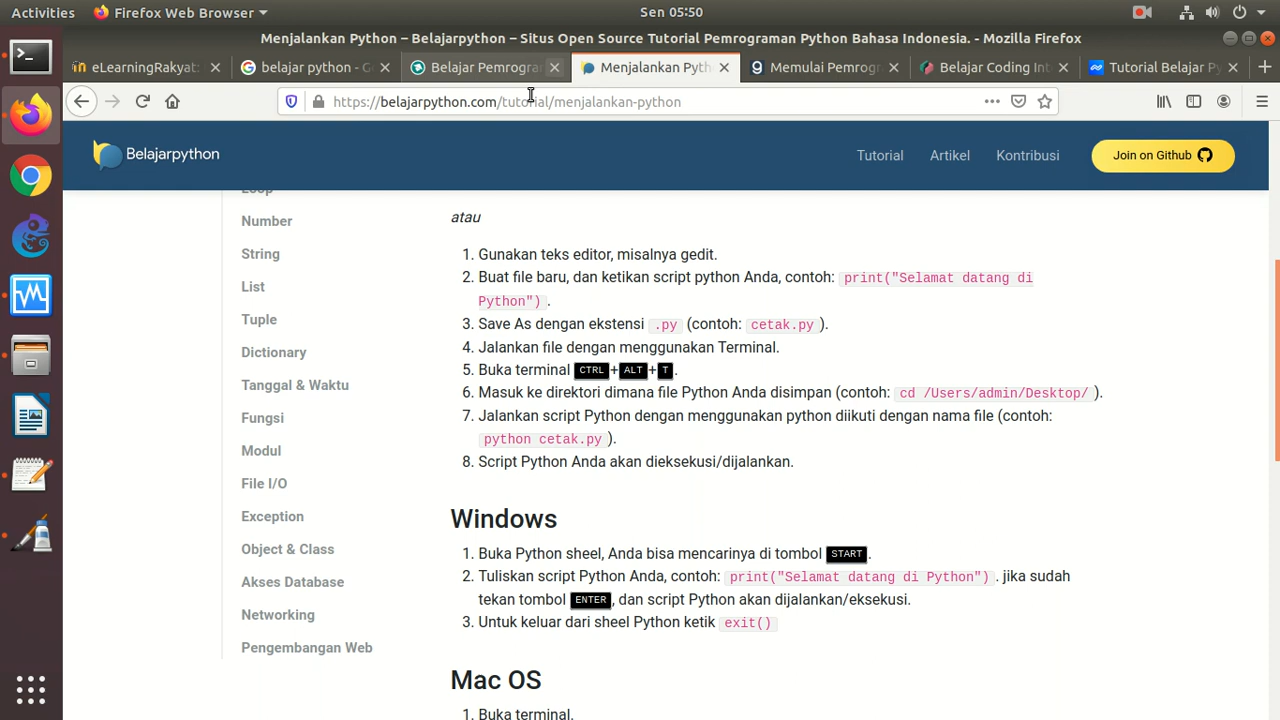 Activities Firefox Web Browser Sen 05:50
Menjalankan Python – Belajarpython – Situs Open Source Tutorial Pemrograman Python Bahasa Indonesia. - Mozilla Firefox
eLearningRakyat: belajar python - G Belajar Pemrogra Menjalankan Pyth Memulai Pemrog Belajar Coding Int Tutorial Belajar P
https://belajarpython.com/tutorial/menjalankan-python
Belajarpython Tutorial Artikel Kontribusi Join on Github
Loop
Number
String
List
Tuple
Dictionary
Tanggal & Waktu
Fungsi
Modul
File I/O
Exception
Object & Class
Akses Database
Networking
Pengembangan Web
atau
1. Gunakan teks editor, misalnya gedit.
2. Buat file baru, dan ketikan script python Anda, contoh: print("Selamat datang di
Python") .
3. Save As dengan ekstensi .py (contoh: cetak.py ).
4. Jalankan file dengan menggunakan Terminal.
5. Buka terminal CTRL+ALT+T.
6. Masuk ke direktori dimana file Python Anda disimpan (contoh: cd /Users/admin/Desktop/ ).
7. Jalankan script Python dengan menggunakan python diikuti dengan nama file (contoh:
python cetak.py ).
8. Script Python Anda akan dieksekusi/dijalankan.
Windows
1. Buka Python sheel, Anda bisa mencarinya di tombol START.
2. Tuliskan script Python Anda, contoh: print("Selamat datang di Python") . jika sudah
tekan tombol ENTER, dan script Python akan dijalankan/eksekusi.
3. Untuk keluar dari sheel Python ketik exit()
Mac OS
1. Buka terminal.